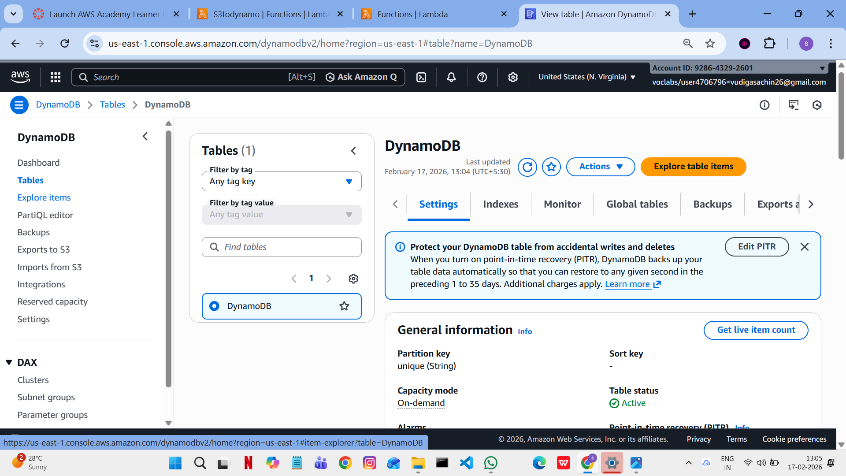 Launch AWS Academy Learner
S3todynamo | Functions | Lamb
Functions | Lambda
View table | Amazon DynamoD
us-east-1.console.aws.amazon.com/dynamodbv2/home?region=us-east-1#table?name=DynamoDB
S
aws
Search
[Alt+S]
Ask Amazon Q
United States (N. Virginia)
Account ID: 9286-4329-2601
voclabs/user4706796=vudigasachin26@gmail.com
DynamoDB
Tables
DynamoDB
DynamoDB
Dashboard
Tables
Explore items
PartiQL editor
Backups
Exports to S3
Imports from S3
Integrations
Reserved capacity
Settings
DAX
Clusters
Subnet groups
Parameter groups
Tables (1)
Filter by tag
Any tag key
Filter by tag value
Any tag value
Find tables
1
DynamoDB
DynamoDB
Last updated
February 17, 2026, 13:04 (UTC+5:30)
Actions
Explore table items
Settings
Indexes
Monitor
Global tables
Backups
Exports a
Protect your DynamoDB table from accidental writes and deletes
When you turn on point-in-time recovery (PITR), DynamoDB backs up your
table data automatically so that you can restore to any given second in the
preceding 1 to 35 days. Additional charges apply. Learn more
Edit PITR
General information Info
Get live item count
Partition key
unique (String)
Sort key
-
Capacity mode
On-demand
Table status
Active
Alarms
Point-in-time recovery (PITR) Info
https://us-east-1.console.aws.amazon.com/dynamodbv2/home?region=us-east-1#item-explorer?table=DynamoDB
© 2026, Amazon Web Services, Inc. or its affiliates.
Privacy
Terms
Cookie preferences
2
28°C
Sunny
ENG
IN
13:05
17-02-2026